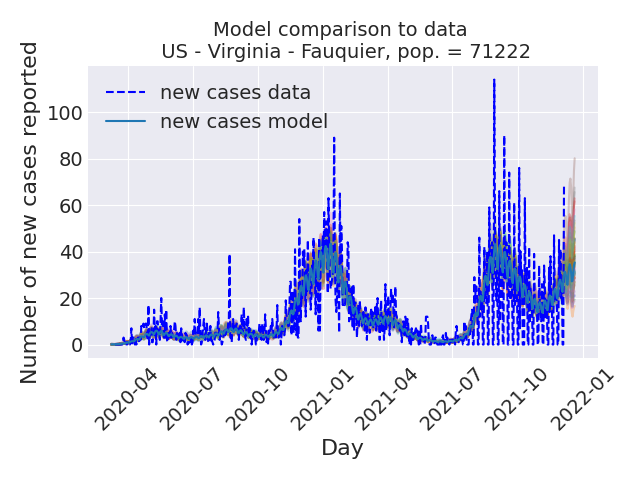 Model comparison to data
US - Virginia - Fauquier, pop. = 71222
Number of new cases reported
new cases data
new cases model
100
80
60
40
20
0
2020-04
2020-07
2020-10
2021-01
2021-04
2021-07
2021-10
2022-01
Day